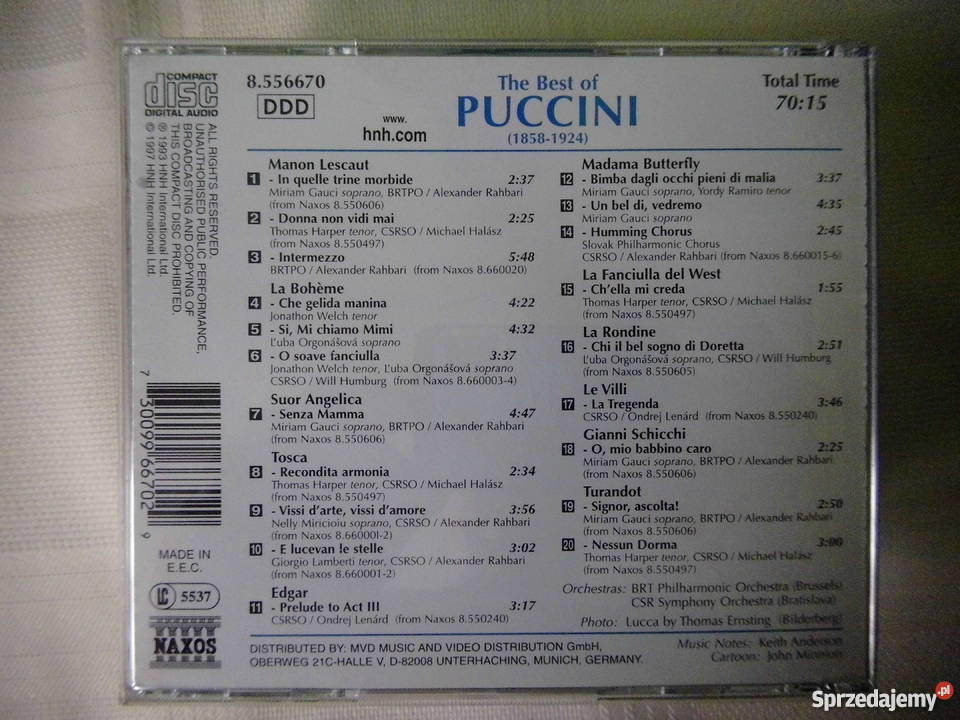 COMPACT
disc
DIGITAL AUDIO
8.556670
DDD
www.
hnh.com
The Best of
PUCCINI
(1858-1924)
Total Time
70:15
ALL RIGHTS RESERVED.
UNAUTHORISED PUBLIC PERFORMANCE,
BROADCASTING AND COPYING OF
THIS COMPACT DISC PROHIBITED.
℗ 1993 HNH International Ltd.
© 1997 HNH International Ltd.
7 30099 66702 9
MADE IN
E.E.C.
LC 5537
NAXOS
Manon Lescaut
1 - In quelle trine morbide 2:37
Miriam Gauci soprano, BRTPO / Alexander Rahbari
(from Naxos 8.550606)
2 - Donna non vidi mai 2:25
Thomas Harper tenor, CSRSO / Michael Halász
(from Naxos 8.550497)
3 - Intermezzo 5:48
BRTPO / Alexander Rahbari (from Naxos 8.660020)
La Bohème
4 - Che gelida manina 4:22
Jonathon Welch tenor
5 - Si, Mi chiamo Mimi 4:32
Ľuba Orgonášová soprano
6 - O soave fanciulla 3:37
Jonathon Welch tenor, Ľuba Orgonášová soprano
CSRSO / Will Humburg (from Naxos 8.660003-4)
Suor Angelica
7 - Senza Mamma 4:47
Miriam Gauci soprano, BRTPO / Alexander Rahbari
(from Naxos 8.550606)
Tosca
8 - Recondita armonia 2:34
Thomas Harper tenor, CSRSO / Michael Halász
(from Naxos 8.550497)
9 - Vissi d'arte, vissi d'amore 3:56
Nelly Miricioiu soprano, CSRSO / Alexander Rahbari
(from Naxos 8.66000I-2)
10 - E lucevan le stelle 3:02
Giorgio Lamberti tenor, CSRSO / Alexander Rahbari
(from Naxos 8.660001-2)
Edgar
11 - Prelude to Act III 3:17
CSRSO / Ondrej Lenárd (from Naxos 8.550240)
Madama Butterfly
12 - Bimba dagli occhi pieni di malia 3:37
Miriam Gauci soprano, Yordy Ramiro tenor
13 - Un bel di, vedremo 4:35
Miriam Gauci soprano
14 - Humming Chorus 2:45
Slovak Philharmonic Chorus
CSRSO / Alexander Rahbari (from Naxos 8.660015-6)
La Fanciulla del West
15 - Ch'ella mi creda 1:55
Thomas Harper tenor, CSRSO / Michael Halász
(from Naxos 8.550497)
La Rondine
16 - Chi il bel sogno di Doretta 2:51
Ľuba Orgonášová soprano, CSRSO / Will Humburg
(from Naxos 8.550605)
Le Villi
17 - La Tregenda 3:46
CSRSO / Ondrej Lenárd (from Naxos 8.550240)
Gianni Schicchi
18 - O, mio babbino caro 2:25
Miriam Gauci soprano, BRTPO / Alexander Rahbari
(from Naxos 8.550606)
Turandot
19 - Signor, ascolta! 2:50
Miriam Gauci soprano, BRTPO / Alexander Rahbari
(from Naxos 8.550606)
20 - Nessun Dorma 3:00
Thomas Harper tenor, CSRSO / Michael Halász
(from Naxos 8.550497)
Orchestras: BRT Philharmonic Orchestra (Brussels)
CSR Symphony Orchestra (Bratislava)
Photo: Lucca by Thomas Ernsting (Bilderberg)
Music Notes: Keith Anderson
Cartoon: John Minnion
DISTRIBUTED BY: MVD MUSIC AND VIDEO DISTRIBUTION GmbH,
OBERWEG 21C-HALLE V, D-82008 UNTERHACHING, MUNICH, GERMANY.
Sprzedajemy.pl